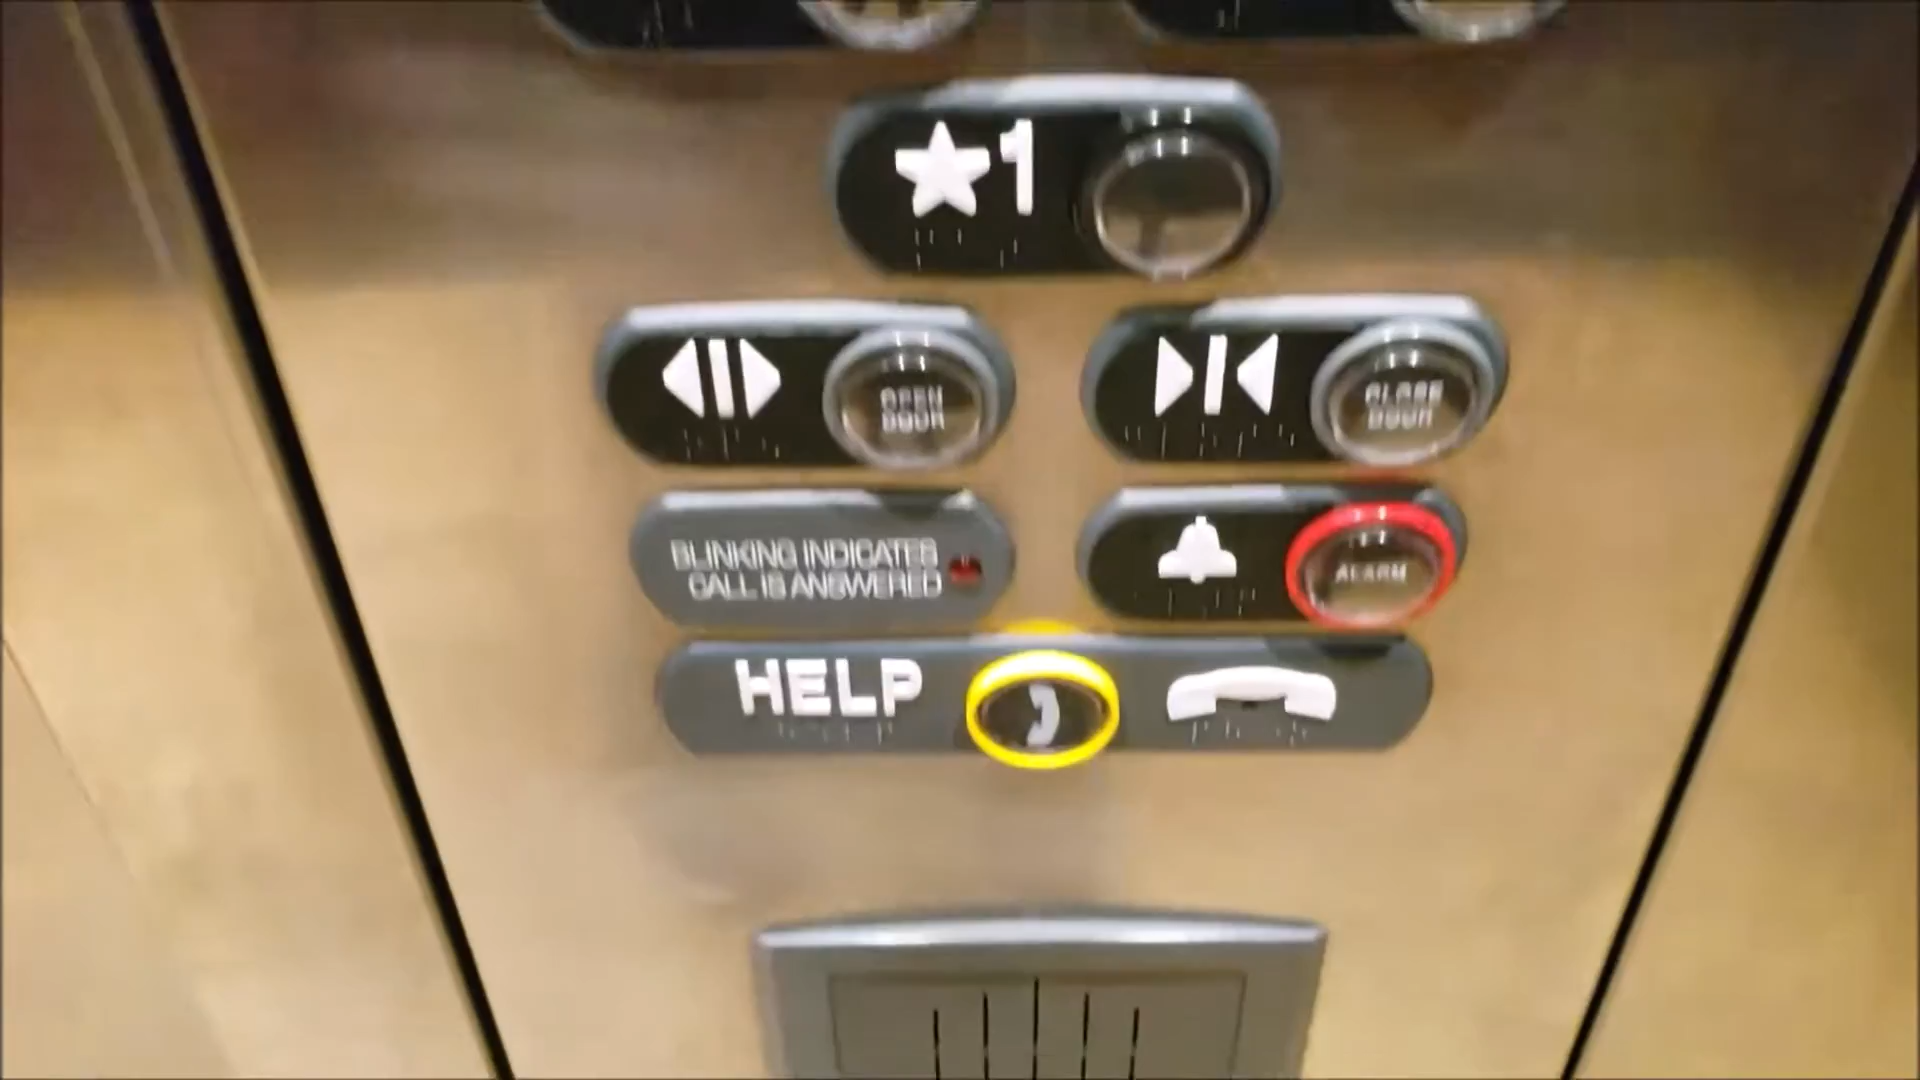 ★1
OPEN
DOOR
CLOSE
DOOR
BLINKING INDICATES
CALL IS ANSWERED
ALARM
HELP